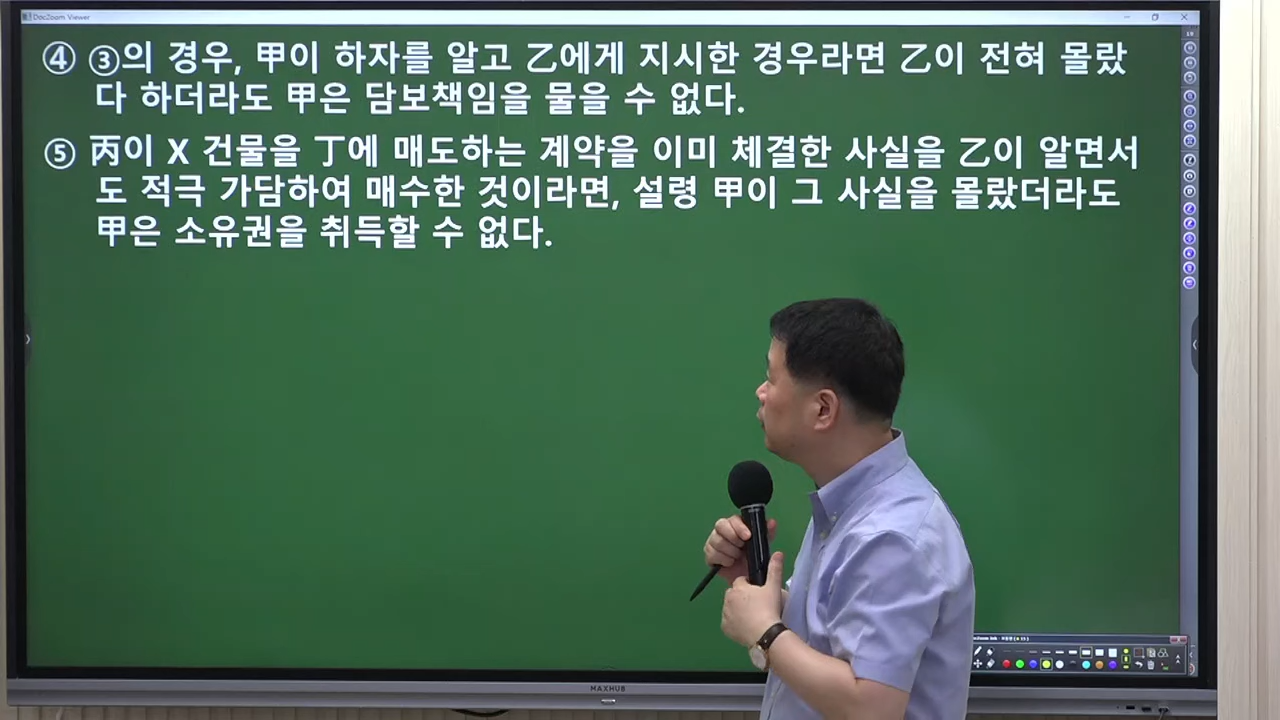 DocZoom Viewer
④ ③의 경우, 甲이 하자를 알고 乙에게 지시한 경우라면 乙이 전혀 몰랐
다 하더라도 甲은 담보책임을 물을 수 없다.
⑤ 丙이 X 건물을 丁에 매도하는 계약을 이미 체결한 사실을 乙이 알면서
도 적극 가담하여 매수한 것이라면, 설령 甲이 그 사실을 몰랐더라도
甲은 소유권을 취득할 수 없다.
MAXHUB